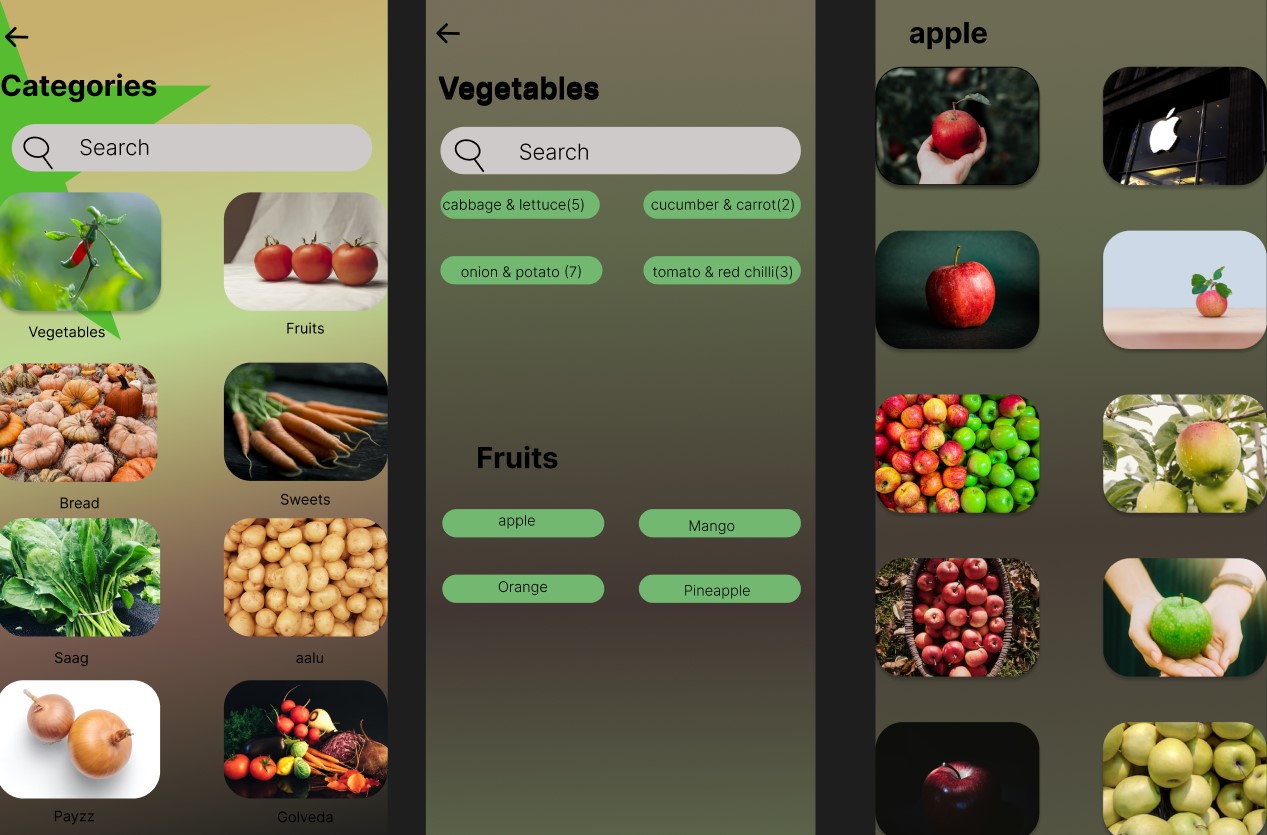 Categories
Search
Vegetables
Fruits
Bread
Sweets
Saag
aalu
Payzz
Golveda
Vegetables
Search
cabbage & lettuce(5)
cucumber & carrot(2)
onion & potato (7)
tomato & red chilli(3)
Fruits
apple
Mango
Orange
Pineapple
apple